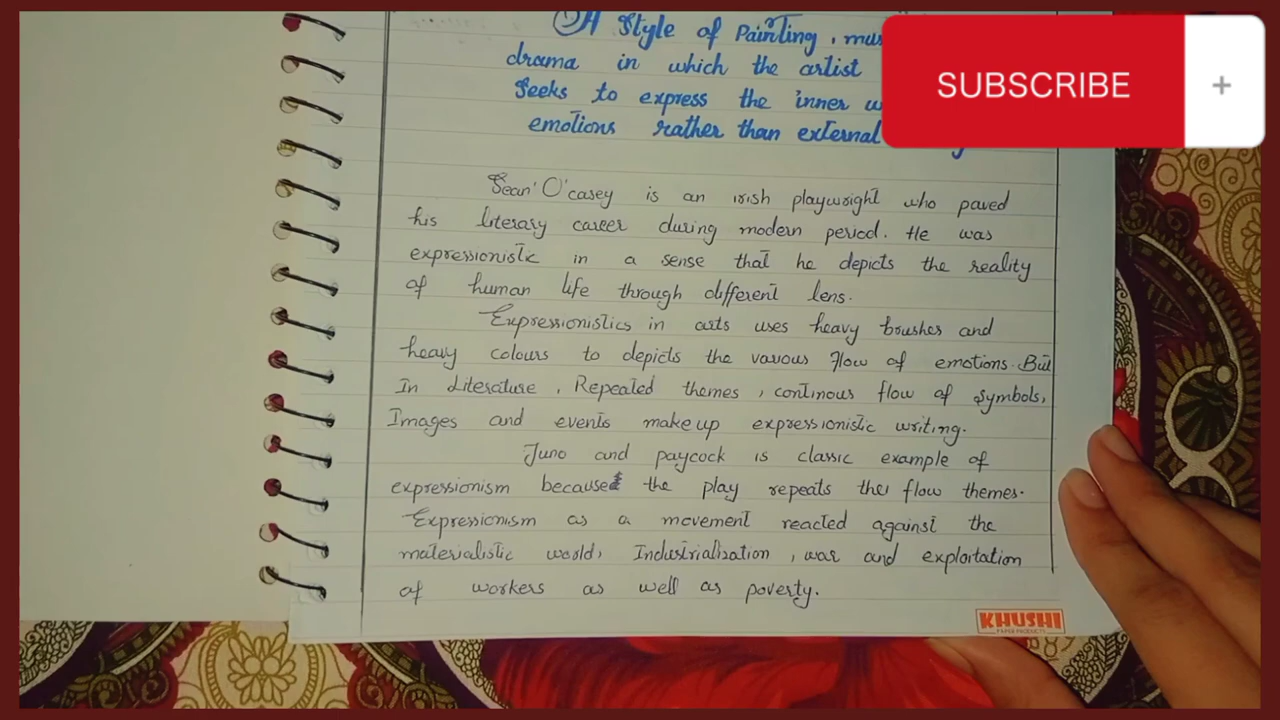 A Style of Painting, mus
drama in which the artist
Seeks to express the inner w
emotions rather than external
SUBSCRIBE +
Sean' O'casey is an irish playwright who paved
his literary career during modern period. He was
expressionistic in a sense that he depicts the reality
of human life through different lens.
Expressionistics in arts uses heavy brushes and
heavy colours to depicts the various flow of emotions. But
In Literature, Repeated themes, continous flow of symbols,
Images and events make up expressionistic writing.
Juno and paycock is classic example of
expressionism because the play repeats the flow themes.
Expressionism as a movement reacted against the
materialistic world, Industrialization, war and exploitation
of workers as well as poverty.
KHUSHI
PAPER PRODUCTS